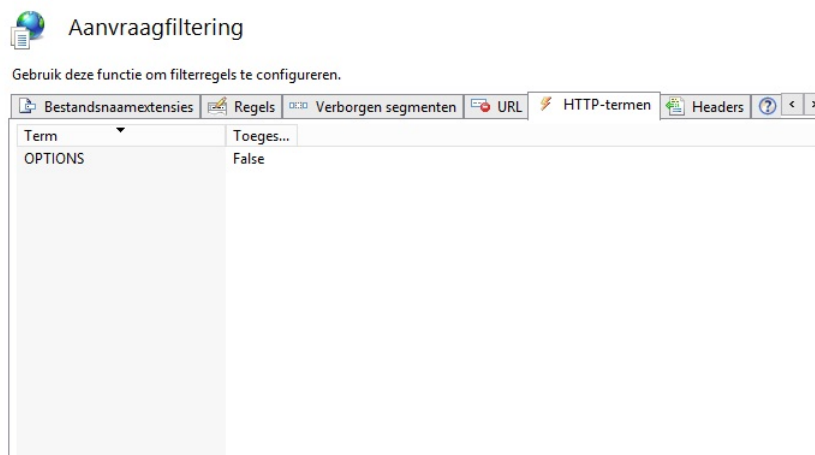 Aanvraagfiltering
Gebruik deze functie om filterregels te configureren.
Bestandsnaamextensies Regels Verborgen segmenten URL HTTP-termen Headers
Term Toeges...
OPTIONS False